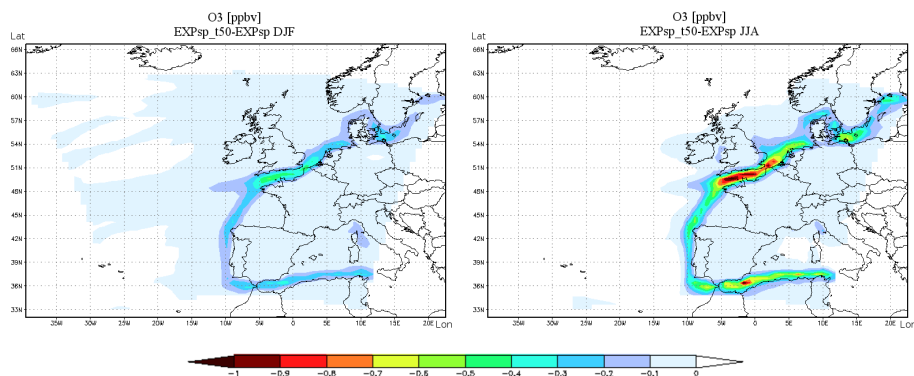 O3 [ppbv]
EXPsp_t50-EXPsp DJF
Lat
66N
63N
60N
57N
54N
51N
48N
45N
42N
39N
36N
33N
35W 30W 25W 20W 15W 10W 5W 0 5E 10E 15E 20E Lon
O3 [ppbv]
EXPsp_t50-EXPsp JJA
Lat
66N
63N
60N
57N
54N
51N
48N
45N
42N
39N
36N
33N
35W 30W 25W 20W 15W 10W 5W 0 5E 10E 15E 20E Lon
-1 -0.9 -0.8 -0.7 -0.6 -0.5 -0.4 -0.3 -0.2 -0.1 0